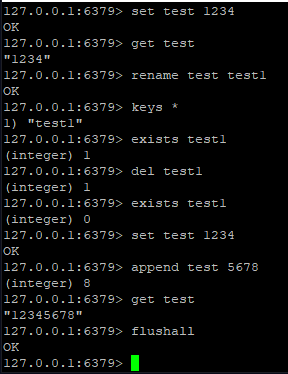 127.0.0.1:6379> set test 1234
OK
127.0.0.1:6379> get test
"1234"
127.0.0.1:6379> rename test test1
OK
127.0.0.1:6379> keys *
1) "test1"
127.0.0.1:6379> exists test1
(integer) 1
127.0.0.1:6379> del test1
(integer) 1
127.0.0.1:6379> exists test1
(integer) 0
127.0.0.1:6379> set test 1234
OK
127.0.0.1:6379> append test 5678
(integer) 8
127.0.0.1:6379> get test
"12345678"
127.0.0.1:6379> flushall
OK
127.0.0.1:6379>